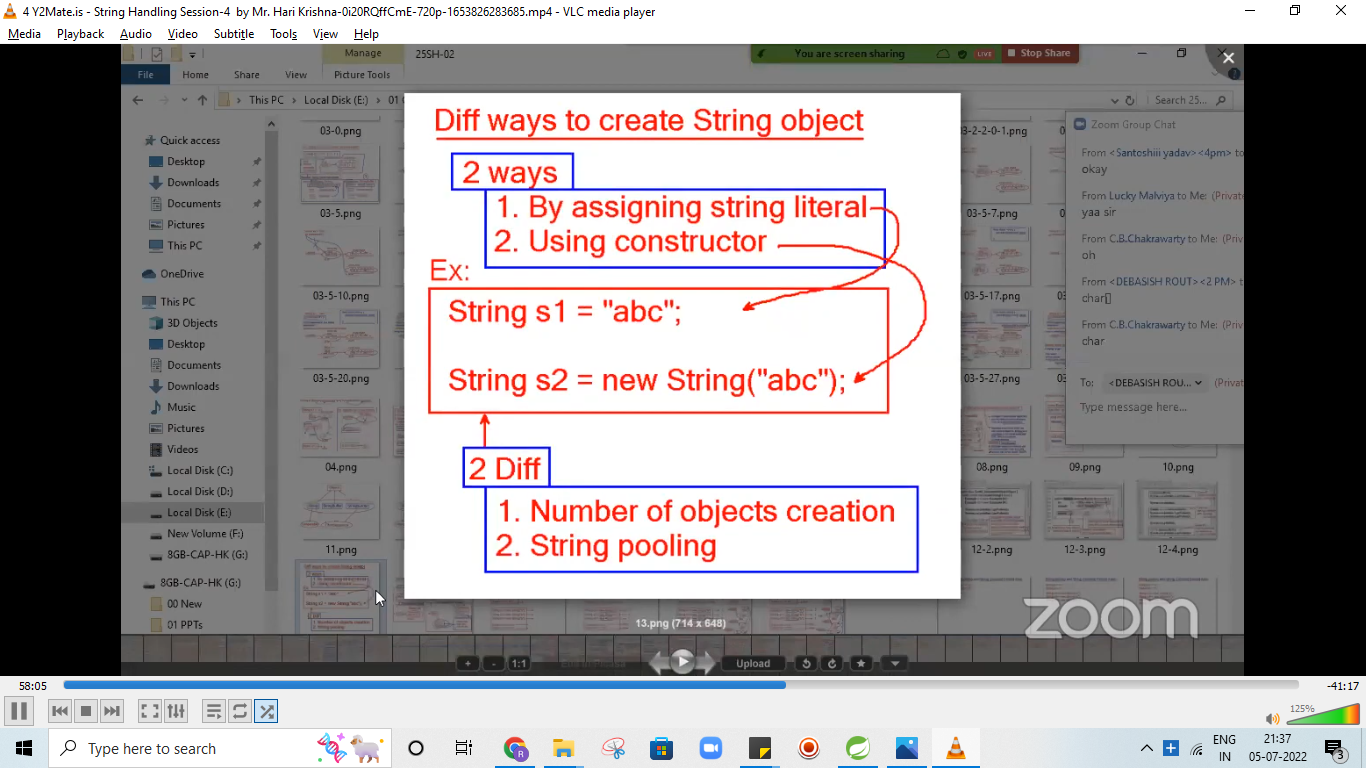 4 Y2Mate.is - String Handling Session-4 by Mr. Hari Krishna-0i20RQffCmE-720p-1653826283685.mp4 - VLC media player
Media Playback Audio Video Subtitle Tools View Help
Manage
25SH-02
You are screen sharing
LIVE
Stop Share
File Home Share View Picture Tools
This PC > Local Disk (E:) > 01
Search 25...
Quick access
Desktop
Downloads
Documents
Pictures
This PC
OneDrive
This PC
3D Objects
Desktop
Documents
Downloads
Music
Pictures
Videos
Local Disk (C:)
Local Disk (D:)
Local Disk (E:)
New Volume (F:)
8GB-CAP-HK (G:)
8GB-CAP-HK (G:)
00 New
01 PPTs
03-0.png
3-2-2-0-1.png
03-5.png
03-5-7.png
03-5-10.png
03-5-17.png
03-5-20.png
03-5-27.png
04.png
08.png
09.png
10.png
11.png
12-2.png
12-3.png
12-4.png
Diff ways to create String object
2 ways
1. By assigning string literal
2. Using constructor
Ex:
String s1 = "abc";
String s2 = new String("abc");
2 Diff
1. Number of objects creation
2. String pooling
13.png (714 x 648)
+ - 1:1
Edit in Picasa
Upload
Zoom Group Chat
From <Santoshiii yadav><4pm> to
okay
From Lucky Malviya to Me: (Priva
yaa sir
From C.B.Chakrawarty to Me: (Priv
oh
From <DEBASISH ROUT><2 PM> t
char[]
From C.B.Chakrawarty to Me: (Priv
char
To: <DEBASISH ROU... (Privat
Type message here...
zoom
58:05
-41:17
125%
Type here to search
ENG
IN
21:37
05-07-2022
3